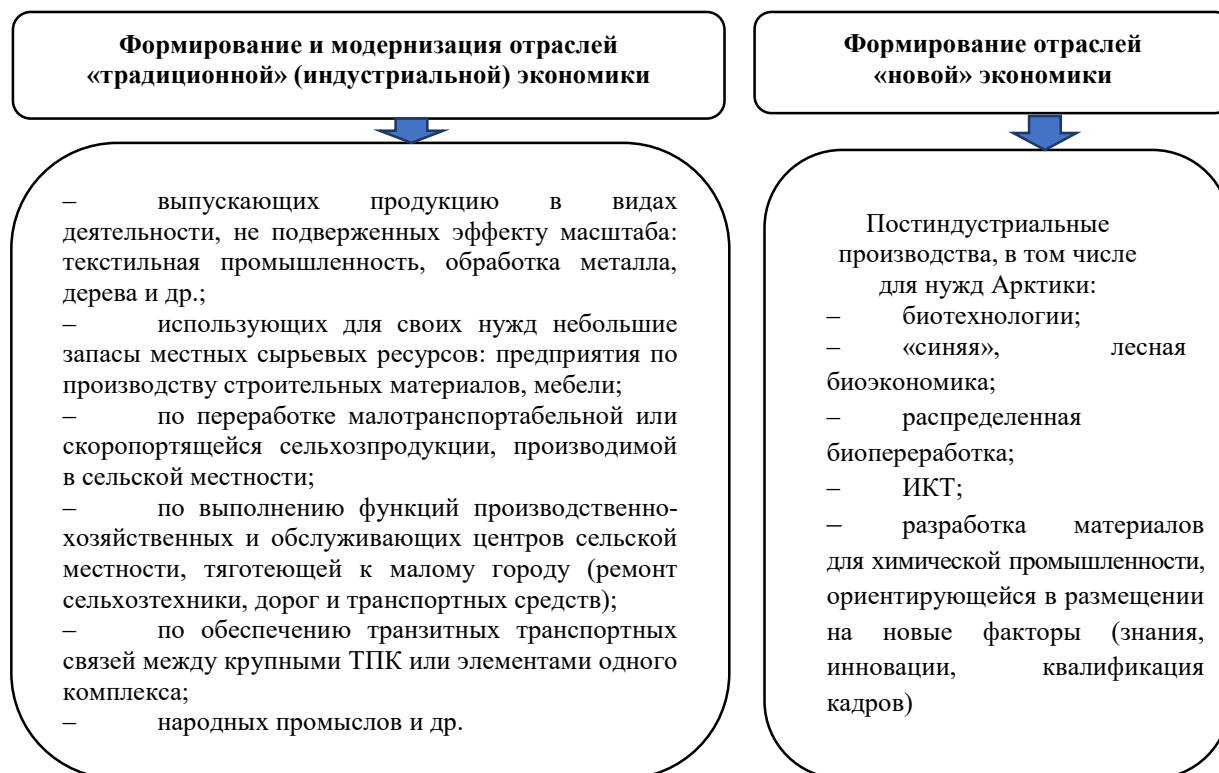 Формирование и модернизация отраслей
«традиционной» (индустриальной) экономики
– выпускающих продукцию в видах
деятельности, не подверженных эффекту масштаба:
текстильная промышленность, обработка металла,
дерева и др.;
– использующих для своих нужд небольшие
запасы местных сырьевых ресурсов: предприятия по
производству строительных материалов, мебели;
– по переработке малотранспортабельной или
скоропортящейся сельхозпродукции, производимой
в сельской местности;
– по выполнению функций производственно-
хозяйственных и обслуживающих центров сельской
местности, тяготеющей к малому городу (ремонт
сельхозтехники, дорог и транспортных средств);
– по обеспечению транзитных транспортных
связей между крупными ТПК или элементами одного
комплекса;
– народных промыслов и др.
Формирование отраслей
«новой» экономики
Постиндустриальные
производства, в том числе
для нужд Арктики:
– биотехнологии;
– «синяя», лесная
биоэкономика;
– распределенная
биопереработка;
– ИКТ;
– разработка материалов
для химической промышленности,
ориентирующейся в размещении
на новые факторы (знания,
инновации, квалификация
кадров)